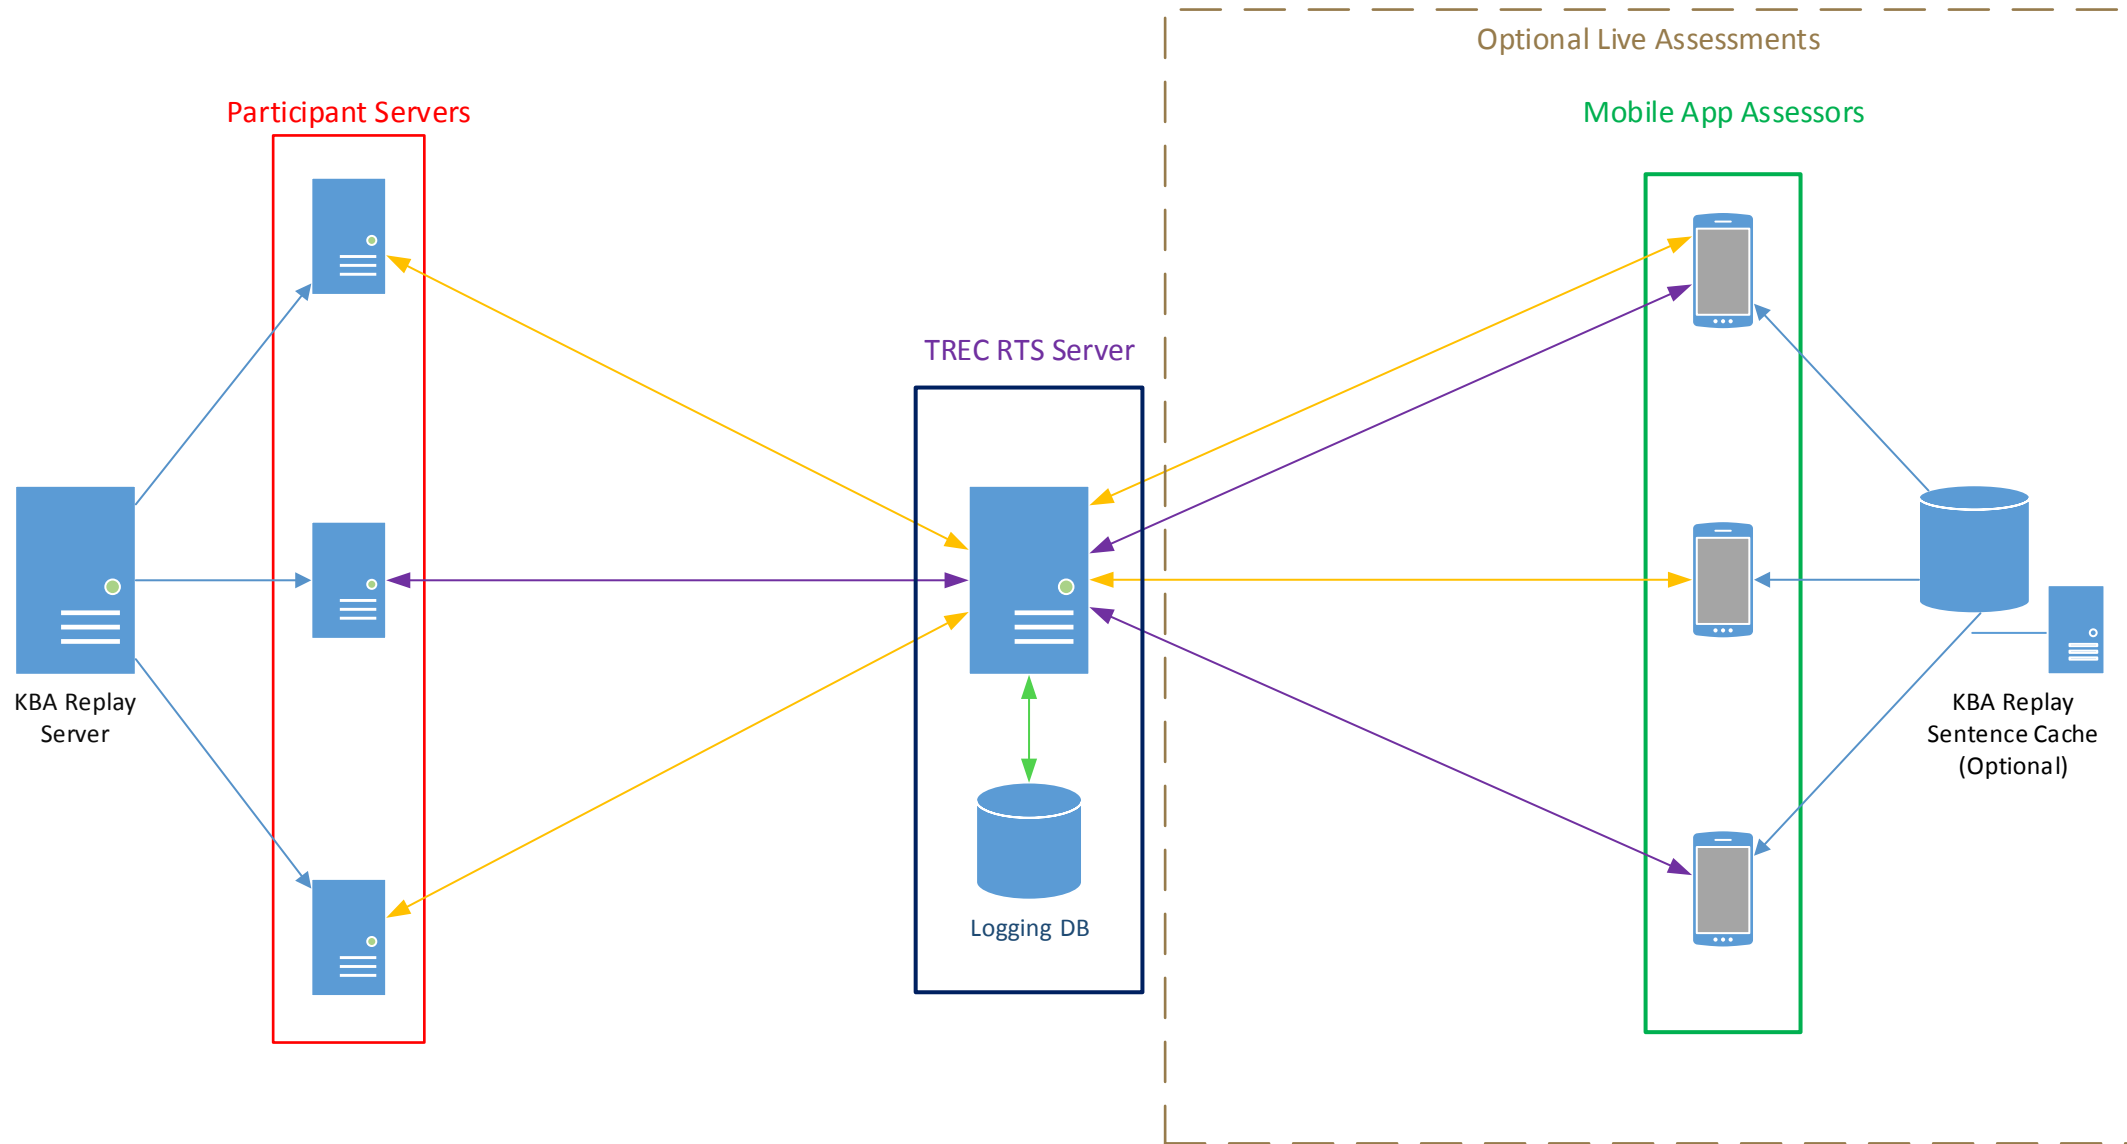 Optional Live Assessments
Participant Servers
Mobile App Assessors
TREC RTS Server
KBA Replay
Server
KBA Replay
Sentence Cache
(Optional)
Logging DB